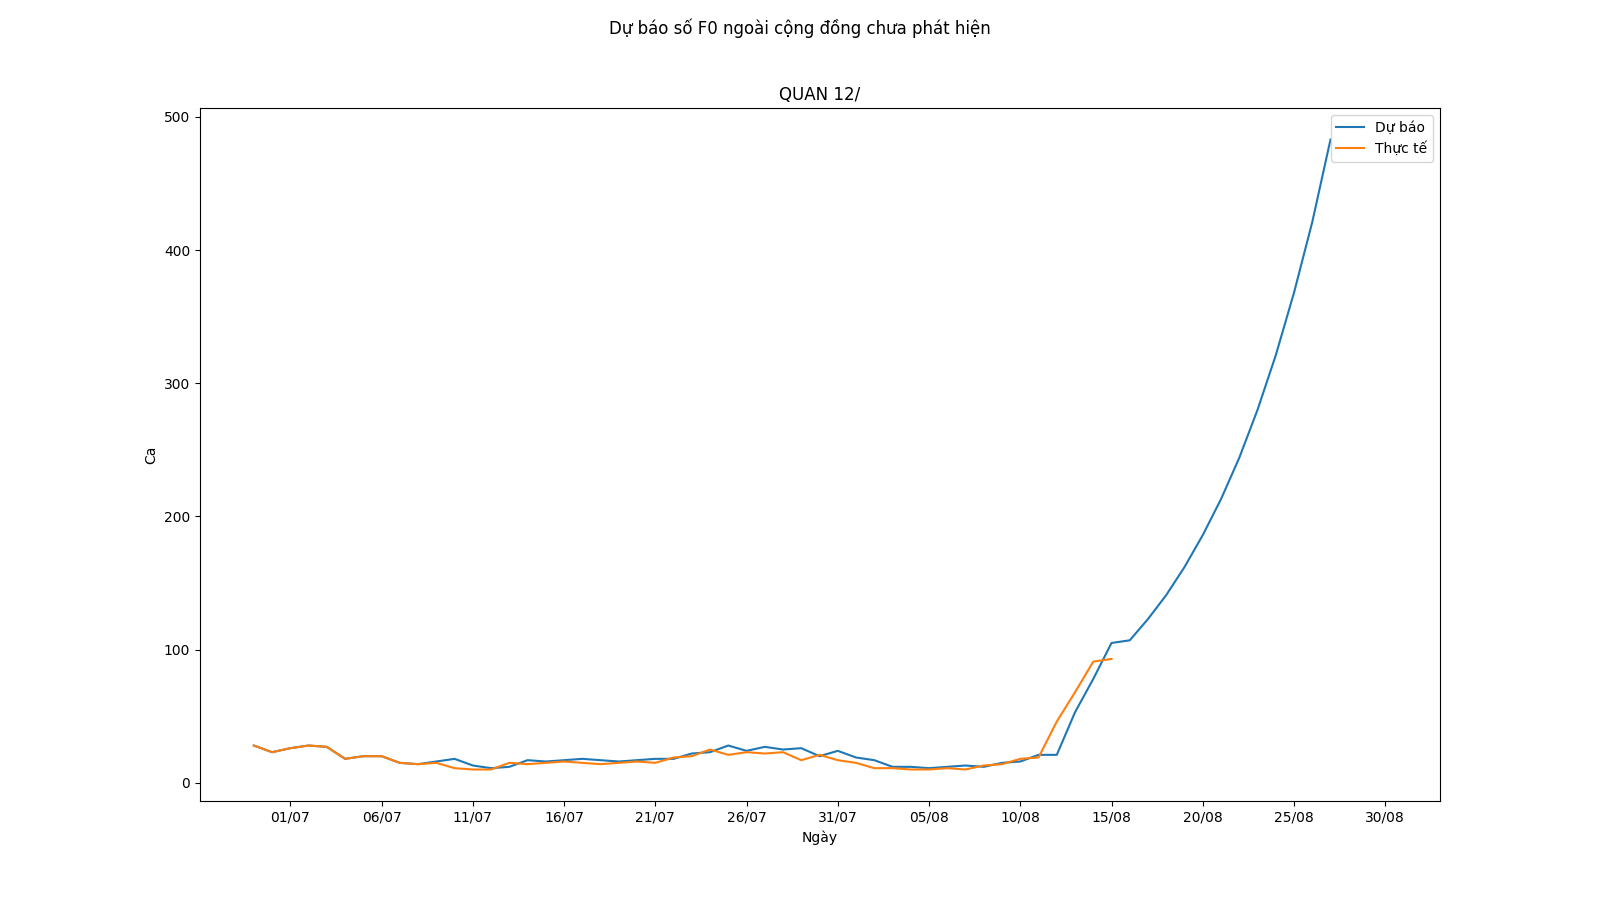 Dự báo số F0 ngoài cộng đồng chưa phát hiện
QUAN 12/
500
400
300
200
100
0
Ca
Dự báo
Thực tế
01/07 06/07 11/07 16/07 21/07 26/07 31/07 05/08 10/08 15/08 20/08 25/08 30/08
Ngày